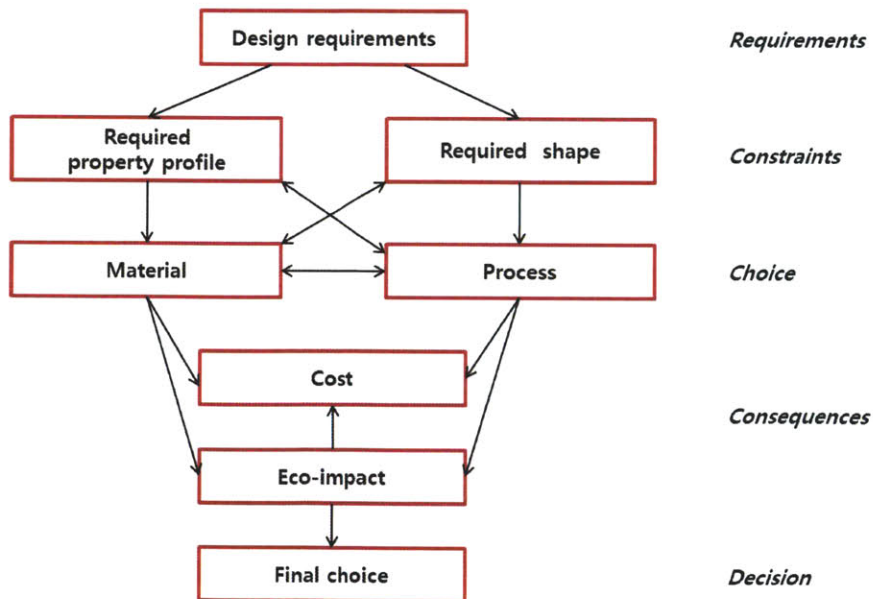 Design requirements
Requirements
Required
property profile
Required shape
Constraints
Material
Process
Choice
Cost
Consequences
Eco-impact
Final choice
Decision